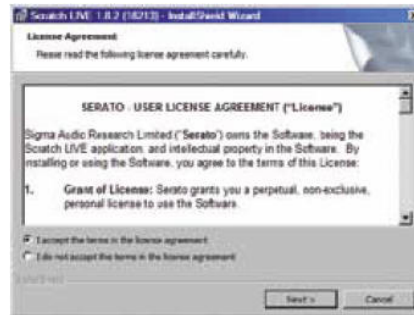 Scratch LIVE 1.8.2 (18213) - InstallShield Wizard
License Agreement
Please read the following license agreement carefully.
SERATO - USER LICENSE AGREEMENT ("License")
Sigma Audio Research Limited ("Serato") owns the Software, being the
Scratch LIVE application, and intellectual property in the Software. By
installing or using the Software, you agree to the terms of this License:
1. Grant of License: Serato grants you a perpetual, non-exclusive,
personal license to use the Software.
I accept the terms in the license agreement
I do not accept the terms in the license agreement
InstallShield
Next >
Cancel